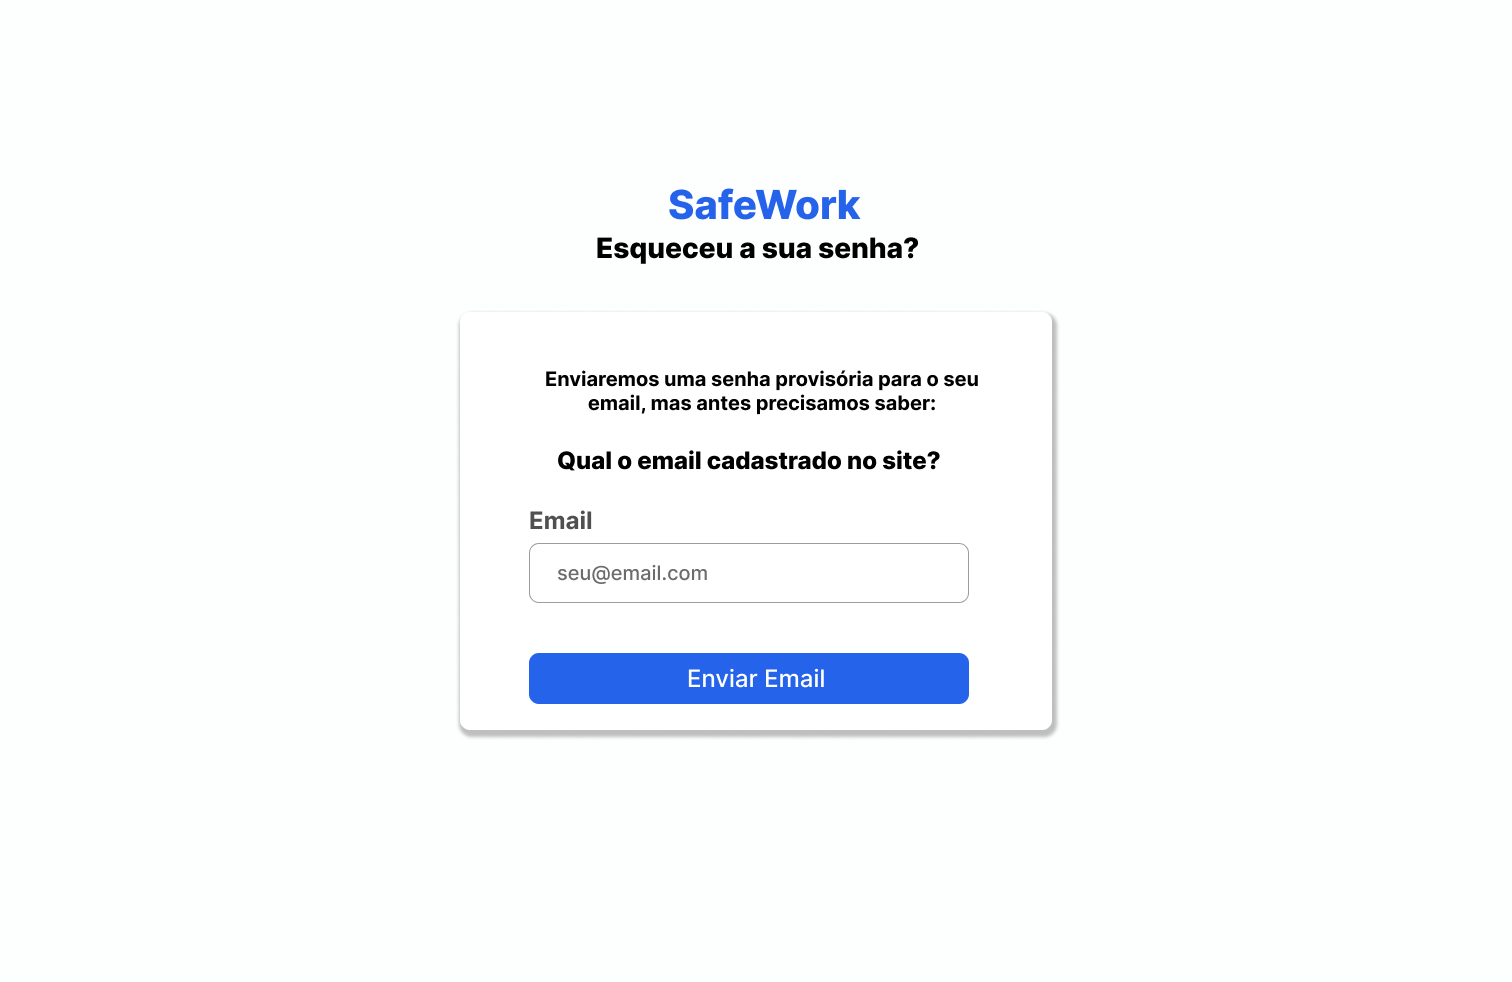 SafeWork
Esqueceu a sua senha?
Enviaremos uma senha provisória para o seu
email, mas antes precisamos saber:
Qual o email cadastrado no site?
Email
seu@email.com
Enviar Email